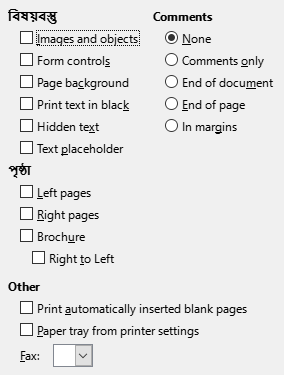 বিষয়বস্তু
Images and objects
Form controls
Page background
Print text in black
Hidden text
Text placeholder
Comments
None
Comments only
End of document
End of page
In margins
পৃষ্ঠা
Left pages
Right pages
Brochure
Right to Left
Other
Print automatically inserted blank pages
Paper tray from printer settings
Fax: